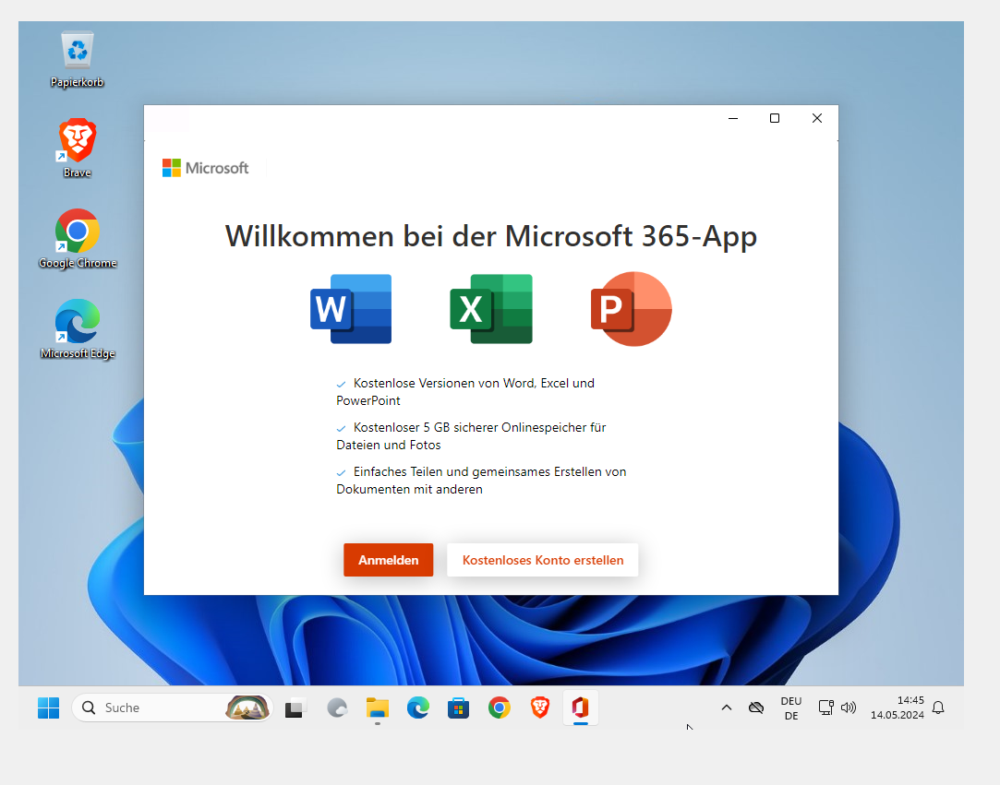 Papierkorb
Brave
Google Chrome
Microsoft Edge
Microsoft
Willkommen bei der Microsoft 365-App
W
X
P
Kostenlose Versionen von Word, Excel und
PowerPoint
Kostenloser 5 GB sicherer Onlinespeicher für
Dateien und Fotos
Einfaches Teilen und gemeinsames Erstellen von
Dokumenten mit anderen
Anmelden
Kostenloses Konto erstellen
Suche
DEU
DE
14:45
14.05.2024